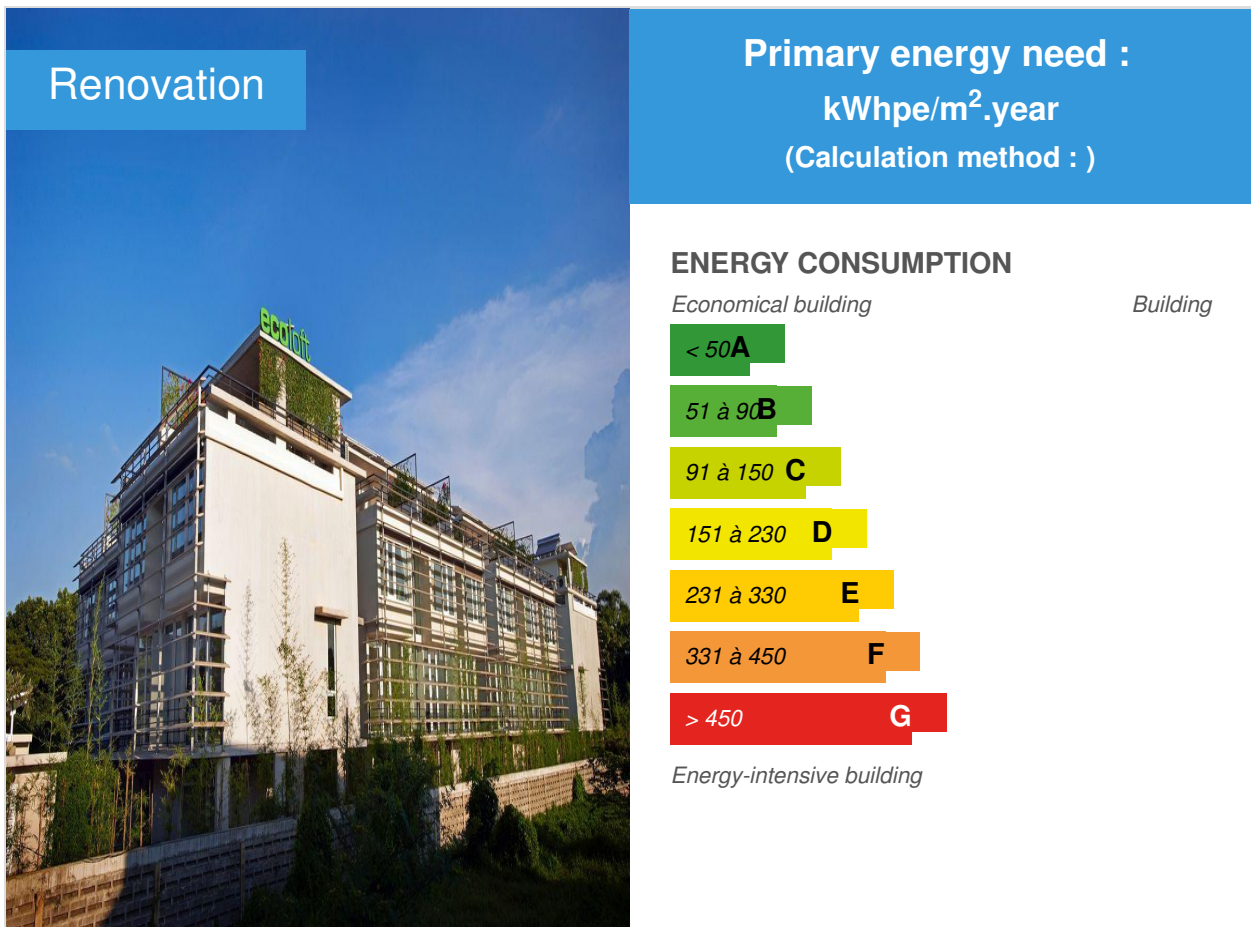 Renovation
ecoloft
Primary energy need :
kWhpe/m².year
(Calculation method : )
ENERGY CONSUMPTION
Economical building
Building
< 50 A
51 à 90 B
91 à 150 C
151 à 230 D
231 à 330 E
331 à 450 F
> 450 G
Energy-intensive building